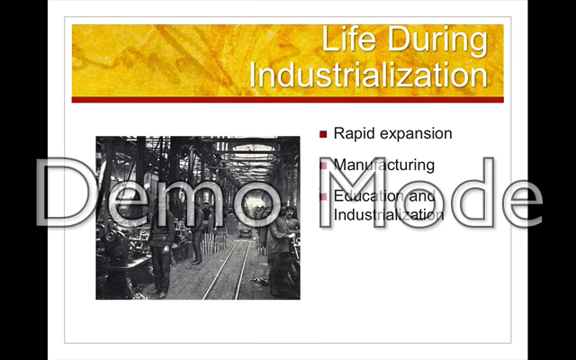 Life During
Industrialization
Rapid expansion
Manufacturing
Education and
Industrialization
Demo Mode